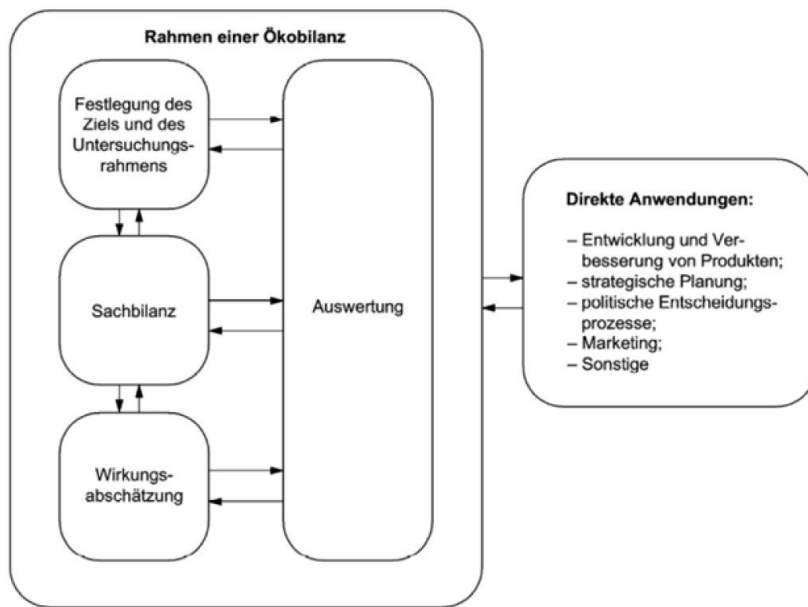 Rahmen einer Ökobilanz
Festlegung des
Ziels und des
Untersuchungs-
rahmens
Sachbilanz
Wirkungs-
abschätzung
Auswertung
Direkte Anwendungen:
– Entwicklung und Ver-
besserung von Produkten;
– strategische Planung;
– politische Entscheidungs-
prozesse;
– Marketing;
– Sonstige